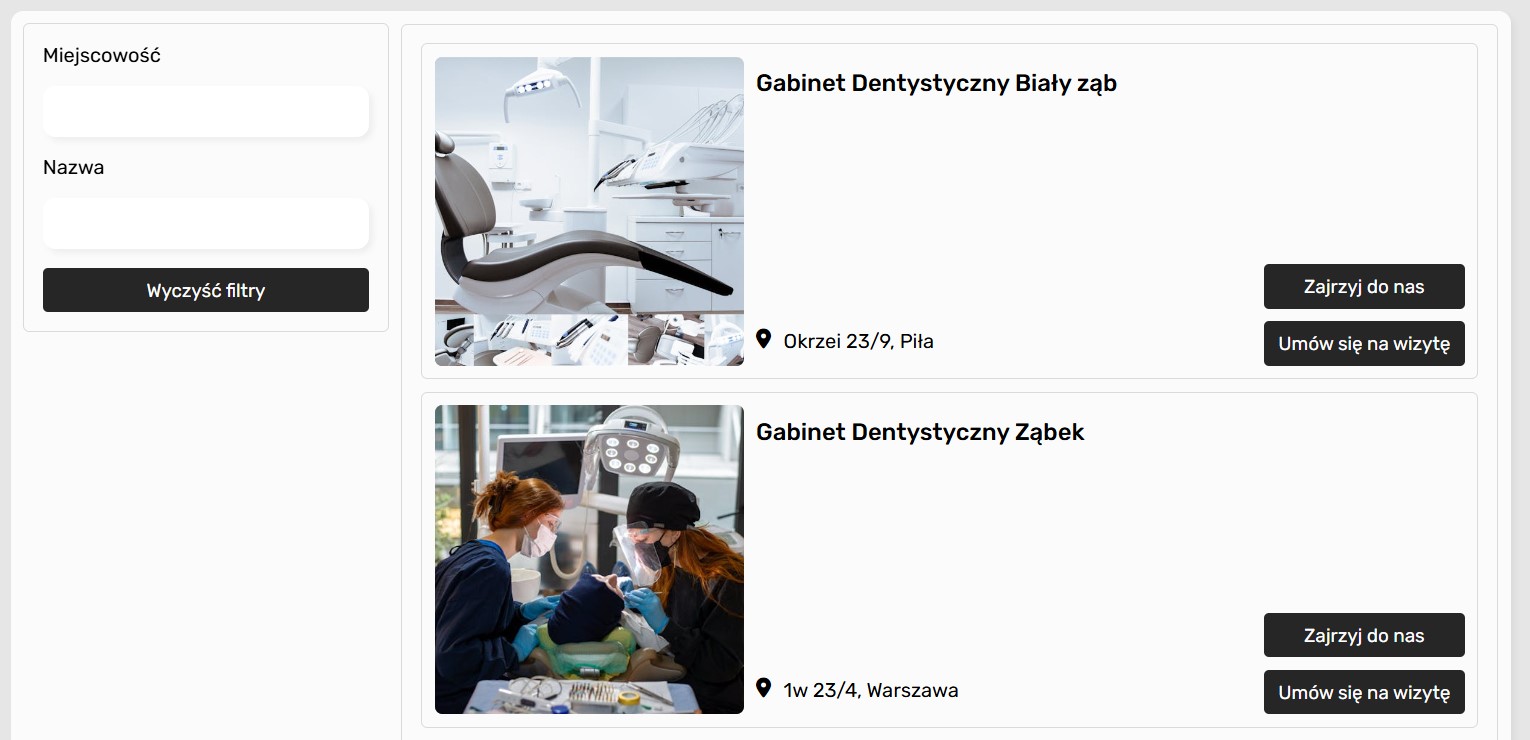 Miejscowość
Nazwa
Wyczyść filtry
Gabinet Dentystyczny Biały ząb
Okrzei 23/9, Piła
Zajrzyj do nas
Umów się na wizytę
Gabinet Dentystyczny Ząbek
1w 23/4, Warszawa
Zajrzyj do nas
Umów się na wizytę